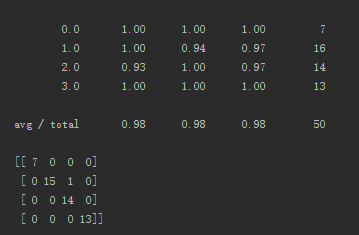 0.0 1.00 1.00 1.00 7
1.0 1.00 0.94 0.97 16
2.0 0.93 1.00 0.97 14
3.0 1.00 1.00 1.00 13
avg / total 0.98 0.98 0.98 50
[[ 7 0 0 0]
[ 0 15 1 0]
[ 0 0 14 0]
[ 0 0 0 13]]